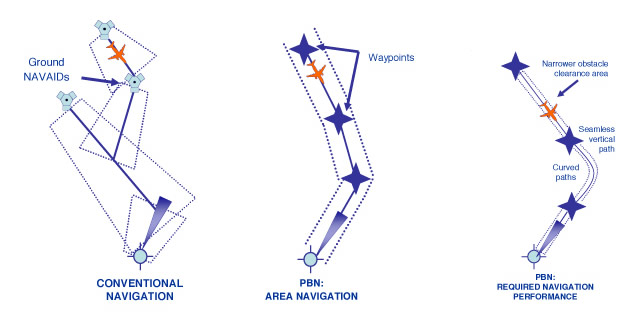 Ground
NAVAIDs
CONVENTIONAL
NAVIGATION
Waypoints
PBN:
AREA NAVIGATION
Narrower obstacle
clearance area
Seamless
vertical
path
Curved
paths
PBN:
REQUIRED NAVIGATION
PERFORMANCE